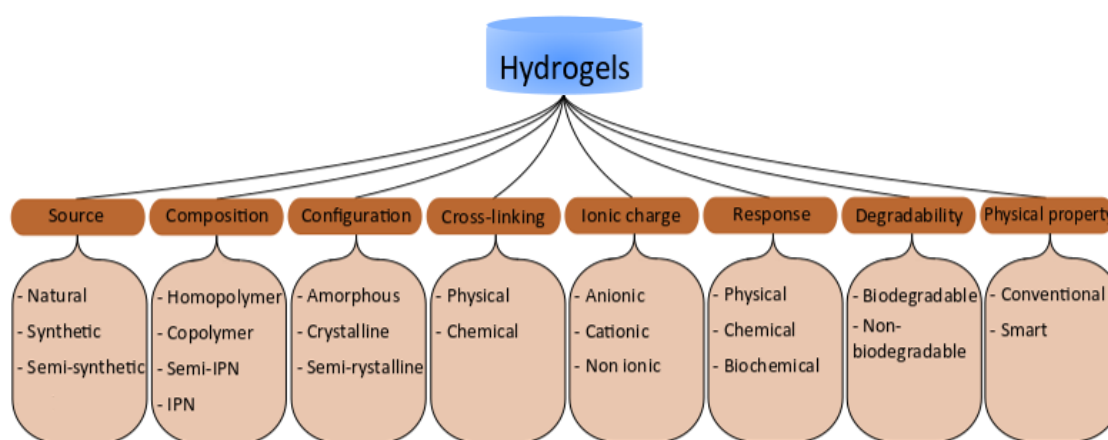 Hydrogels
Source
Composition
Configuration
Cross-linking
Ionic charge
Response
Degradability
Physical property
- Natural
- Synthetic
- Semi-synthetic
- Homopolymer
- Copolymer
- Semi-IPN
- IPN
- Amorphous
- Crystalline
- Semi-rystalline
- Physical
- Chemical
- Anionic
- Cationic
- Non ionic
- Physical
- Chemical
- Biochemical
- Biodegradable
- Non-
biodegradable
- Conventional
- Smart